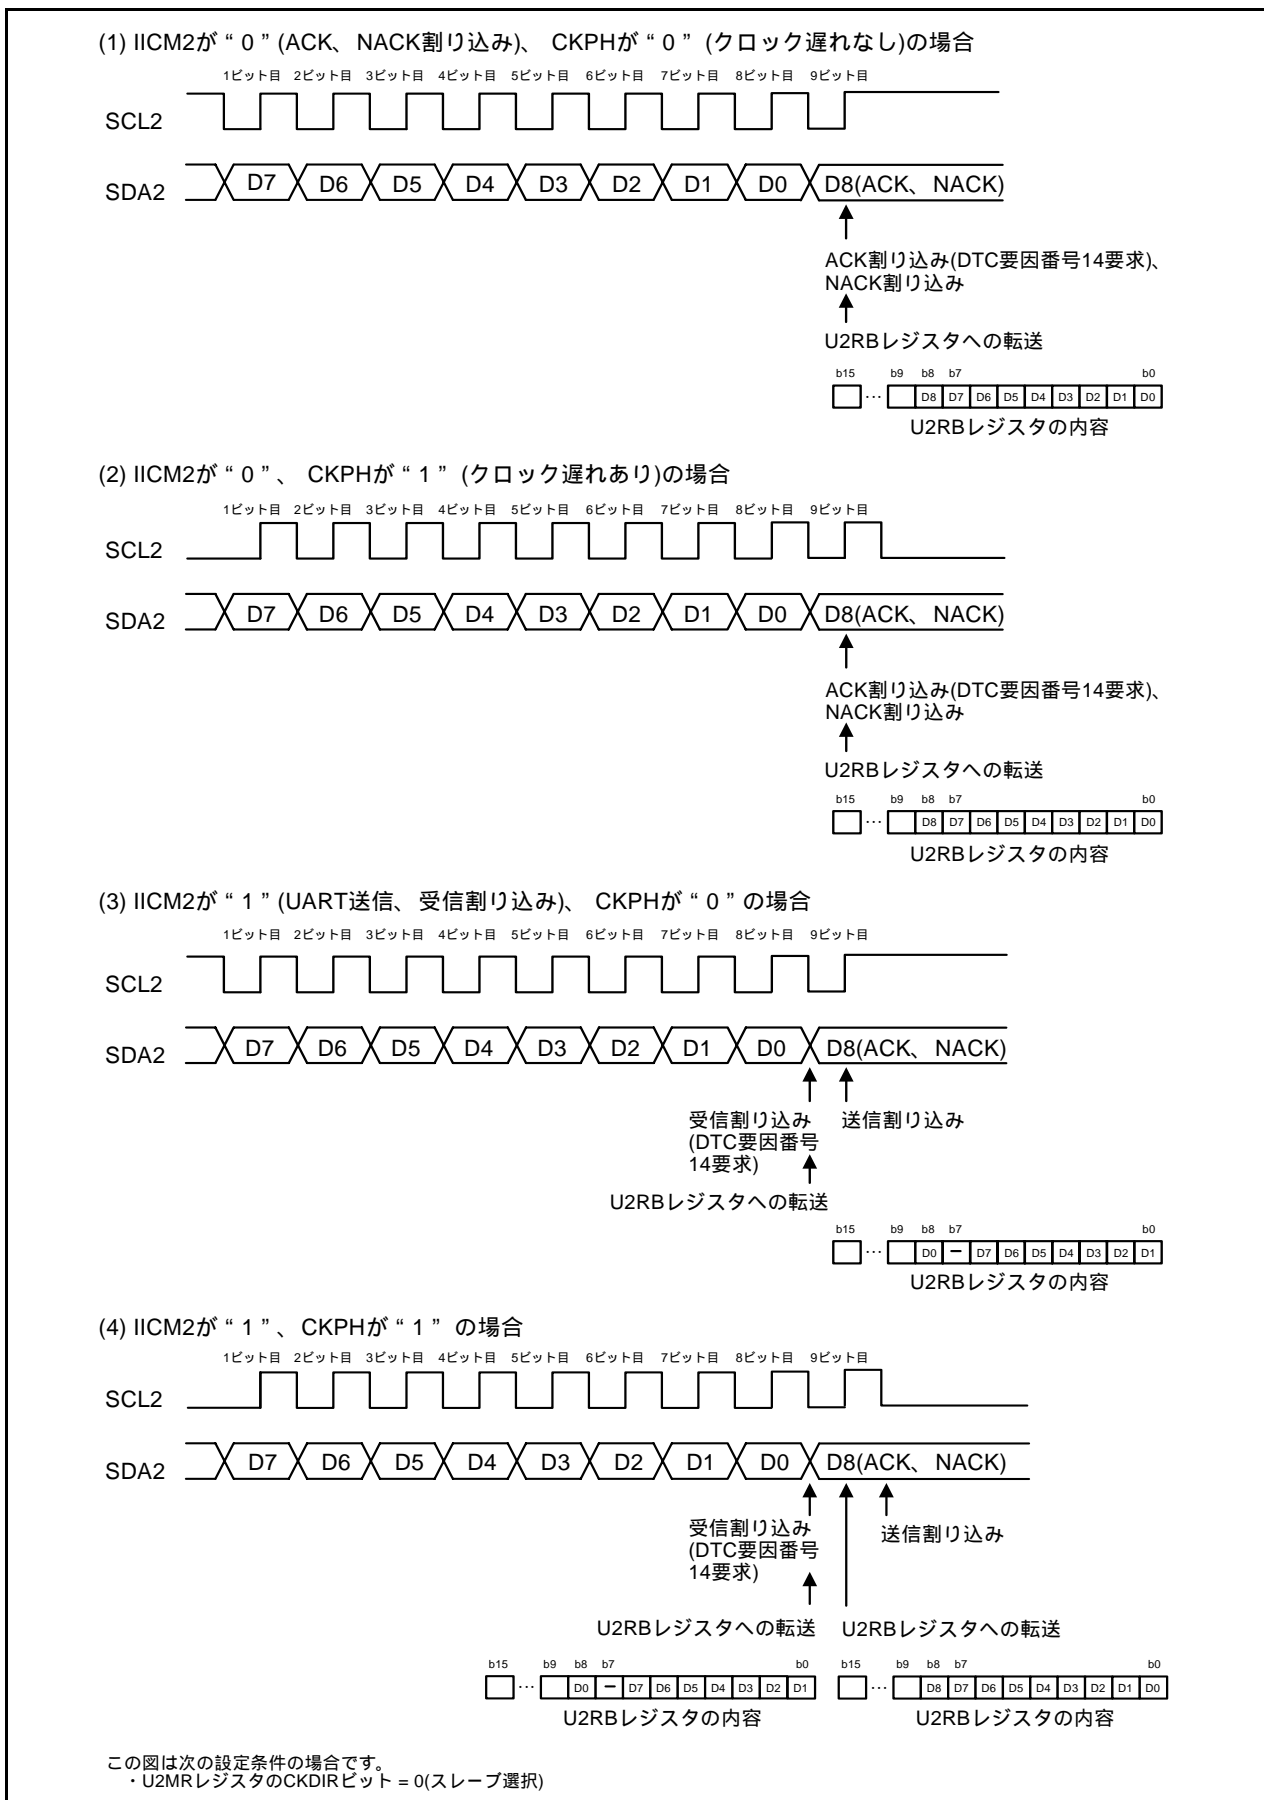 (1) IICM2が“0”(ACK、NACK割り込み)、 CKPHが“0” (クロック遅れなし)の場合
1ビット目 2ビット目 3ビット目 4ビット目 5ビット目 6ビット目 7ビット目 8ビット目 9ビット目
SCL2
SDA2 D7 D6 D5 D4 D3 D2 D1 D0 D8(ACK、 NACK)
ACK割り込み(DTC要因番号14要求)、
NACK割り込み
U2RBレジスタへの転送
b15 b9 b8 b7 b0
… D8 D7 D6 D5 D4 D3 D2 D1 D0
U2RBレジスタの内容
(2) IICM2が“0”、 CKPHが“1” (クロック遅れあり)の場合
1ビット目 2ビット目 3ビット目 4ビット目 5ビット目 6ビット目 7ビット目 8ビット目 9ビット目
SCL2
SDA2 D7 D6 D5 D4 D3 D2 D1 D0 D8(ACK、 NACK)
ACK割り込み(DTC要因番号14要求)、
NACK割り込み
U2RBレジスタへの転送
b15 b9 b8 b7 b0
… D8 D7 D6 D5 D4 D3 D2 D1 D0
U2RBレジスタの内容
(3) IICM2が“1”(UART送信、受信割り込み)、 CKPHが“0”の場合
1ビット目 2ビット目 3ビット目 4ビット目 5ビット目 6ビット目 7ビット目 8ビット目 9ビット目
SCL2
SDA2 D7 D6 D5 D4 D3 D2 D1 D0 D8(ACK、 NACK)
受信割り込み 送信割り込み
(DTC要因番号
14要求)
U2RBレジスタへの転送
b15 b9 b8 b7 b0
… D0 − D7 D6 D5 D4 D3 D2 D1
U2RBレジスタの内容
(4) IICM2が“1”、 CKPHが“1” の場合
1ビット目 2ビット目 3ビット目 4ビット目 5ビット目 6ビット目 7ビット目 8ビット目 9ビット目
SCL2
SDA2 D7 D6 D5 D4 D3 D2 D1 D0 D8(ACK、 NACK)
受信割り込み 送信割り込み
(DTC要因番号
14要求)
U2RBレジスタへの転送 U2RBレジスタへの転送
b15 b9 b8 b7 b0 b15 b9 b8 b7 b0
… D0 − D7 D6 D5 D4 D3 D2 D1 … D8 D7 D6 D5 D4 D3 D2 D1 D0
U2RBレジスタの内容 U2RBレジスタの内容
この図は次の設定条件の場合です。
・U2MRレジスタのCKDIRビット = 0(スレーブ選択)